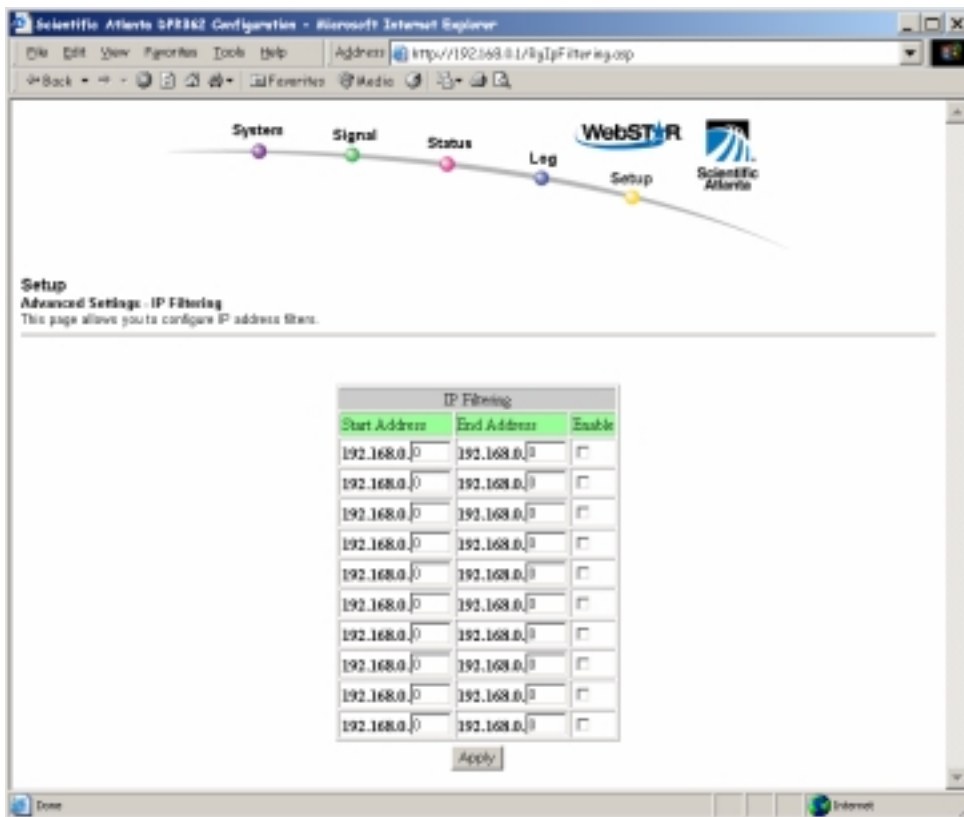 Scientific Atlanta DPR362 Configuration - Microsoft Internet Explorer
File Edit View Favorites Tools Help Address http://192.168.0.1/RgIpFiltering.asp
Back Favorites Media
System
Signal
Status
Log
Setup
WebSTAR
Scientific
Atlanta
Setup
Advanced Settings - IP Filtering
This page allows you to configure IP address filters.
IP Filtering
Start Address End Address Enable
192.168.0.0 192.168.0.0
192.168.0.0 192.168.0.0
192.168.0.0 192.168.0.0
192.168.0.0 192.168.0.0
192.168.0.0 192.168.0.0
192.168.0.0 192.168.0.0
192.168.0.0 192.168.0.0
192.168.0.0 192.168.0.0
192.168.0.0 192.168.0.0
192.168.0.0 192.168.0.0
Apply
Done Internet